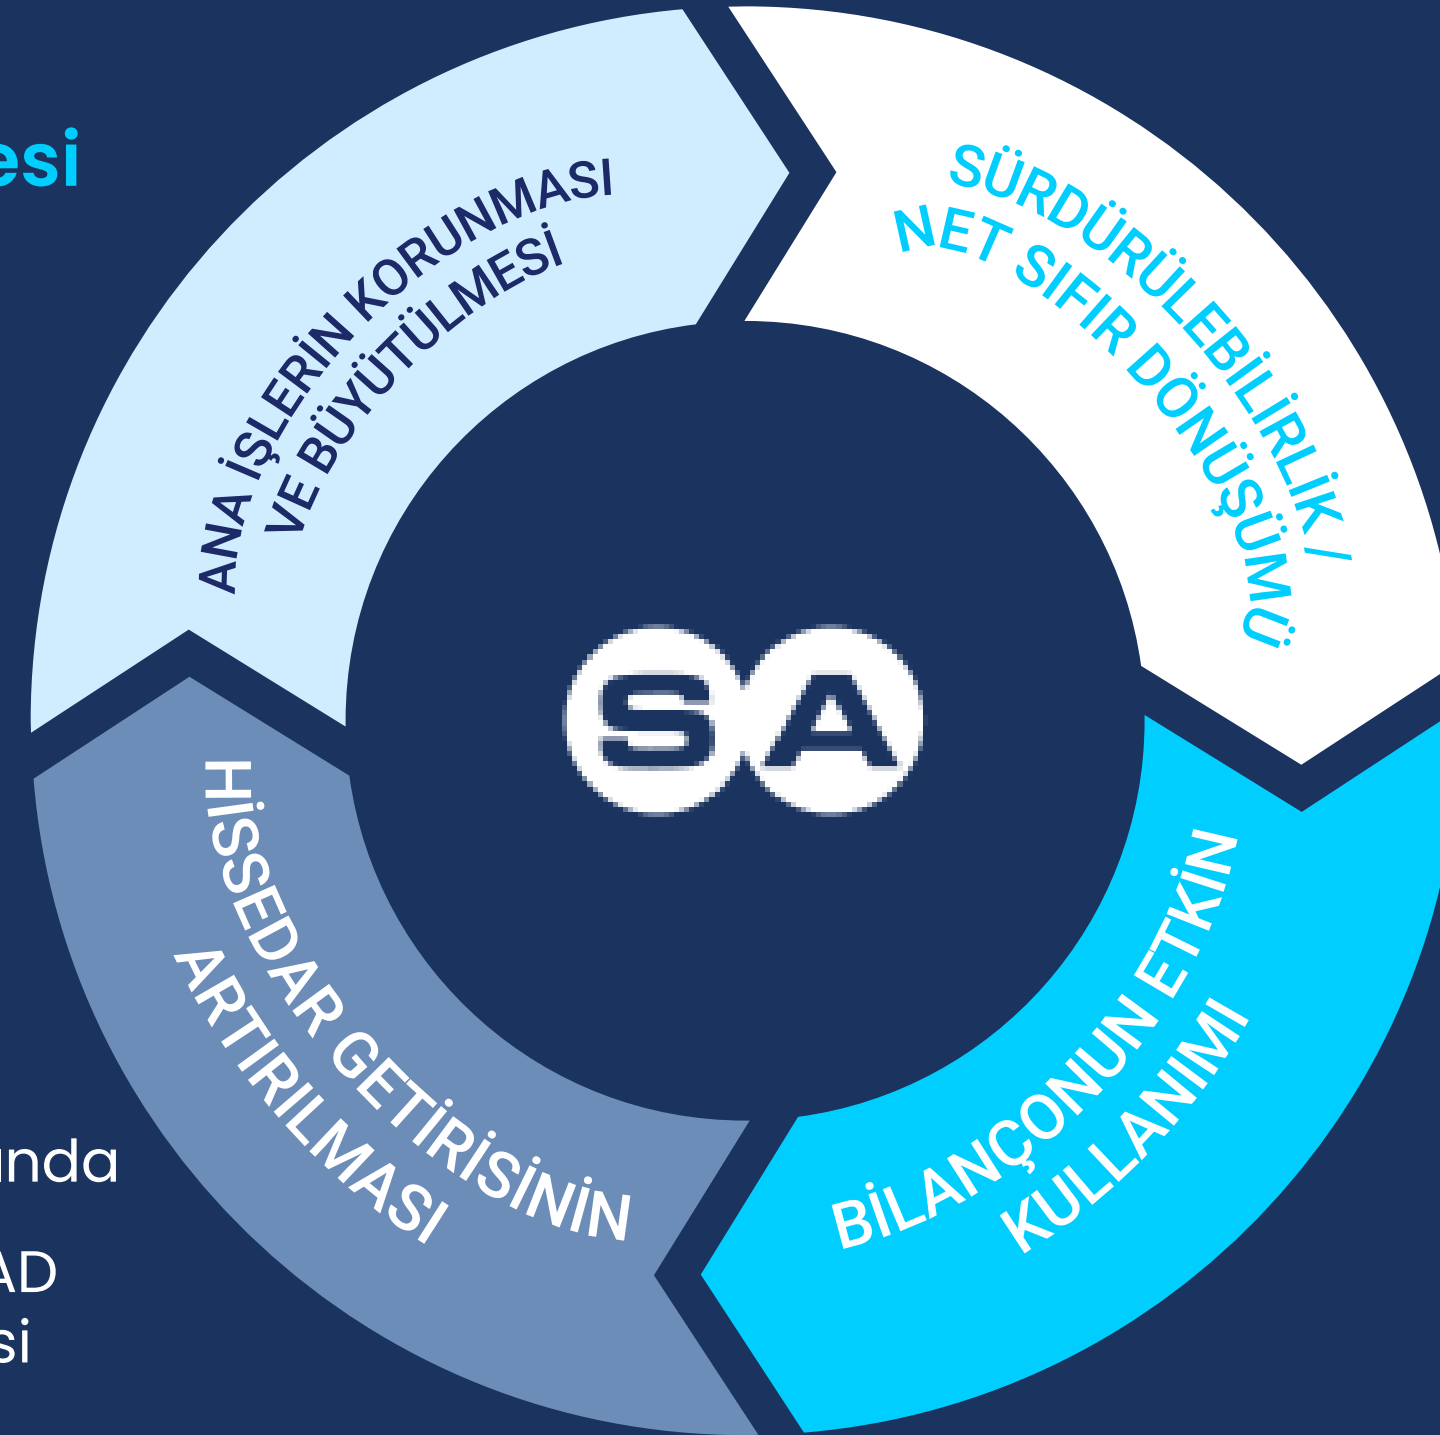 esi
ANA İŞLERİN KORUNMASI
VE BÜYÜTÜLMESİ
SÜRDÜRÜLEBİLİRLİK /
NET SIFIR DÖNÜŞÜMÜ
SA
HİSSEDAR GETİRİSİNİN
ARTIRILMASI
BİLANÇONUN ETKİN
KULLANIMI
ında
AD
si